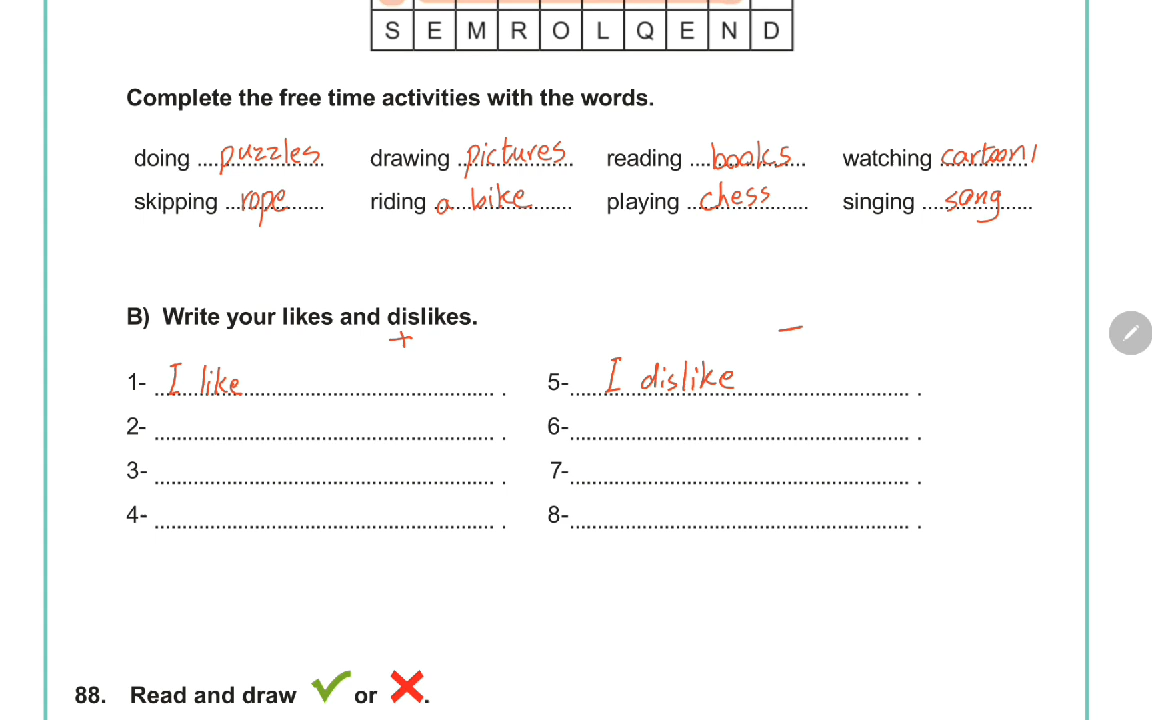 S E M R O L Q E N D
Complete the free time activities with the words.
doing ....puzzles.... drawing ..pictures.. reading ....books.... watching cartoon
skipping ...rope...... riding a...bike....... playing ..chess...... singing ....song......
B) Write your likes and dislikes.
+ −
1- I like ........................................ . 5- I dislike ........................................ .
2- ........................................ . 6- ........................................ .
3- ........................................ . 7- ........................................ .
4- ........................................ . 8- ........................................ .
88. Read and draw ✓ or ✗.